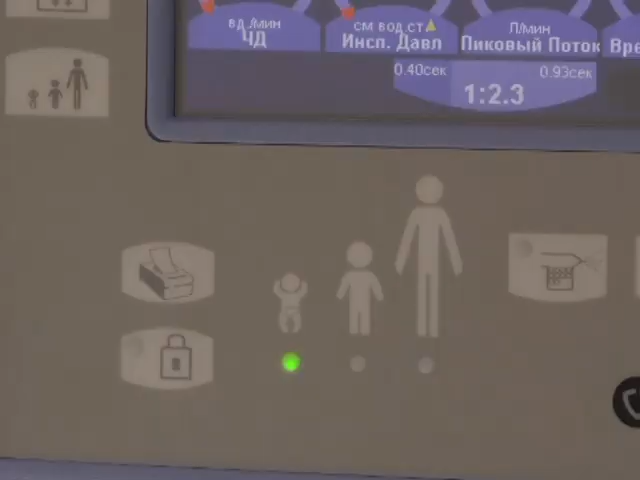 вд./мин
ЧД
см вод.ст
Инсп. Давл
Л/мин
Пиковый Поток
0.40сек
0.93сек
1:2.3